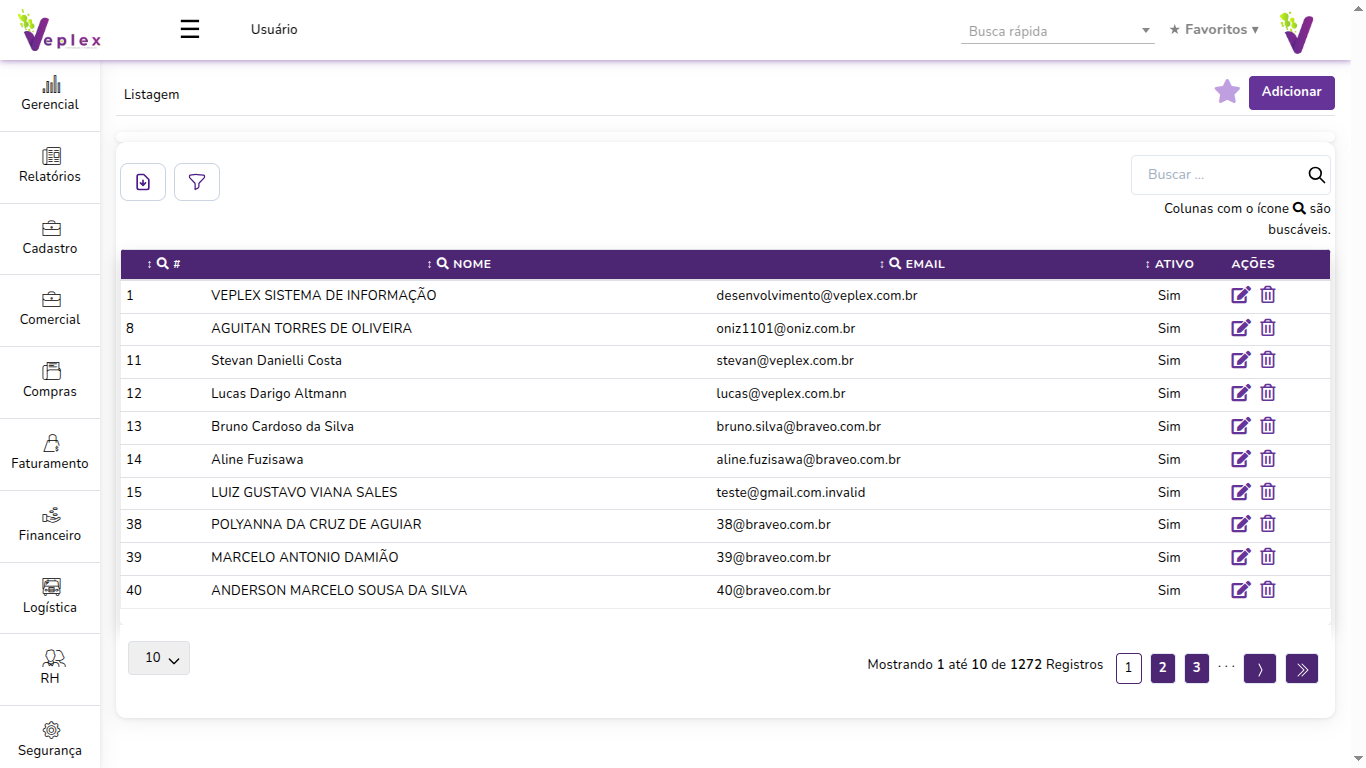 Veplex
Usuário
Busca rápida
★ Favoritos ▾
Gerencial
Relatórios
Cadastro
Comercial
Compras
Faturamento
Financeiro
Logística
RH
Segurança
Listagem
Adicionar
Buscar ...
Colunas com o ícone são
buscáveis.
↕ # ↕ NOME ↕ EMAIL ↕ ATIVO AÇÕES
1 VEPLEX SISTEMA DE INFORMAÇÃO desenvolvimento@veplex.com.br Sim
8 AGUITAN TORRES DE OLIVEIRA oniz1101@oniz.com.br Sim
11 Stevan Danielli Costa stevan@veplex.com.br Sim
12 Lucas Darigo Altmann lucas@veplex.com.br Sim
13 Bruno Cardoso da Silva bruno.silva@braveo.com.br Sim
14 Aline Fuzisawa aline.fuzisawa@braveo.com.br Sim
15 LUIZ GUSTAVO VIANA SALES teste@gmail.com.invalid Sim
38 POLYANNA DA CRUZ DE AGUIAR 38@braveo.com.br Sim
39 MARCELO ANTONIO DAMIÃO 39@braveo.com.br Sim
40 ANDERSON MARCELO SOUSA DA SILVA 40@braveo.com.br Sim
10
Mostrando 1 até 10 de 1272 Registros 1 2 3 ... 〉 》